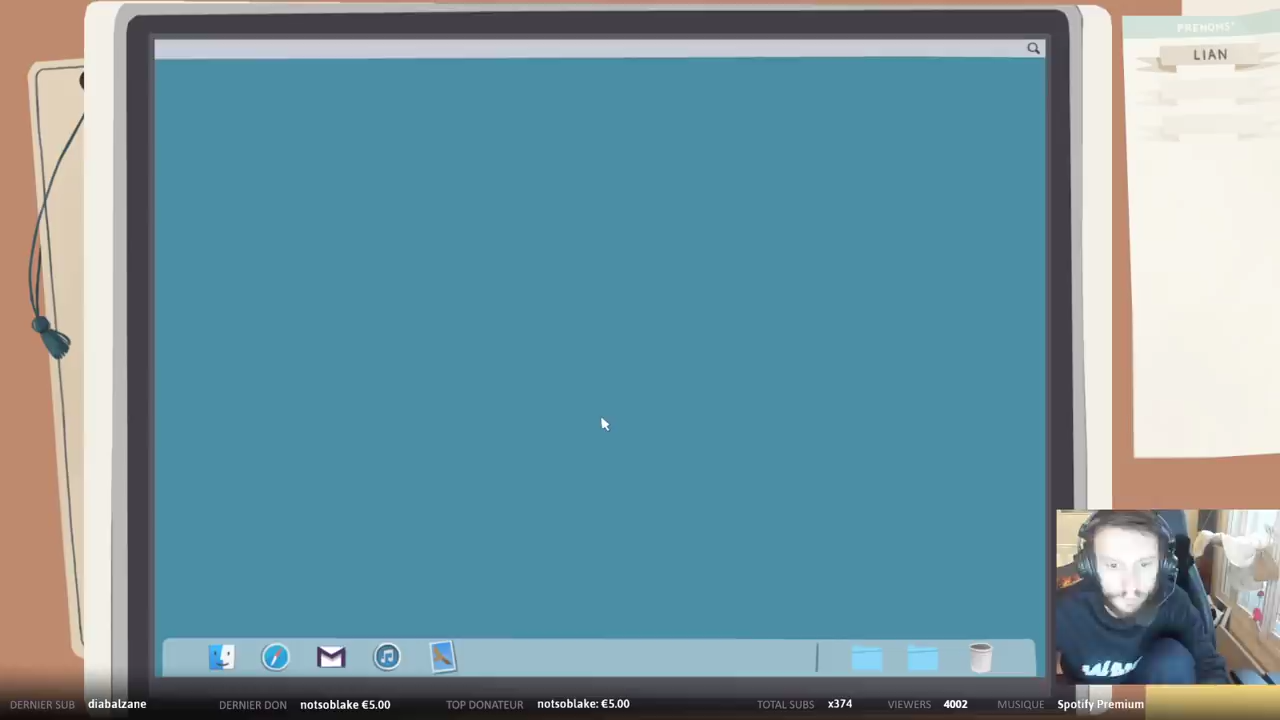 PRENOMS*
LIAN
DERNIER SUB diabalzane DERNIER DON notsoblake €5.00 TOP DONATEUR notsoblake: €5.00 TOTAL SUBS x374 VIEWERS 4002 MUSIQUE Spotify Premium